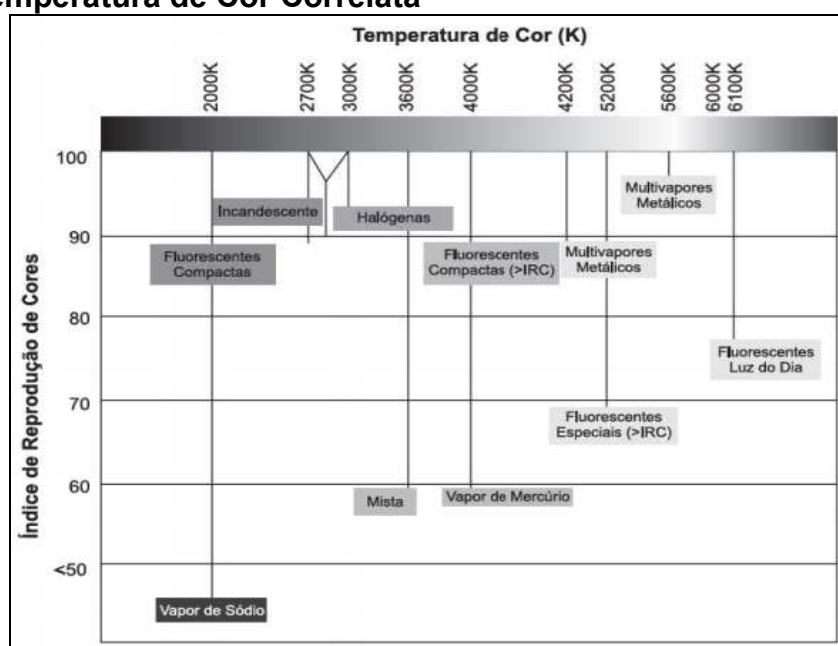 Temperatura de Cor Correlata
Temperatura de Cor (K)
2000K
2700K
3000K
3600K
4000K
4200K
5200K
5600K
6000K
6100K
Índice de Reprodução de Cores
100
90
80
70
60
<50
Multivapores
Metálicos
Incandescente
Halógenas
Fluorescentes
Compactas
Fluorescentes
Compactas (>IRC)
Multivapores
Metálicos
Fluorescentes
Luz do Dia
Fluorescentes
Especiais (>IRC)
Mista
Vapor de Mercúrio
Vapor de Sódio